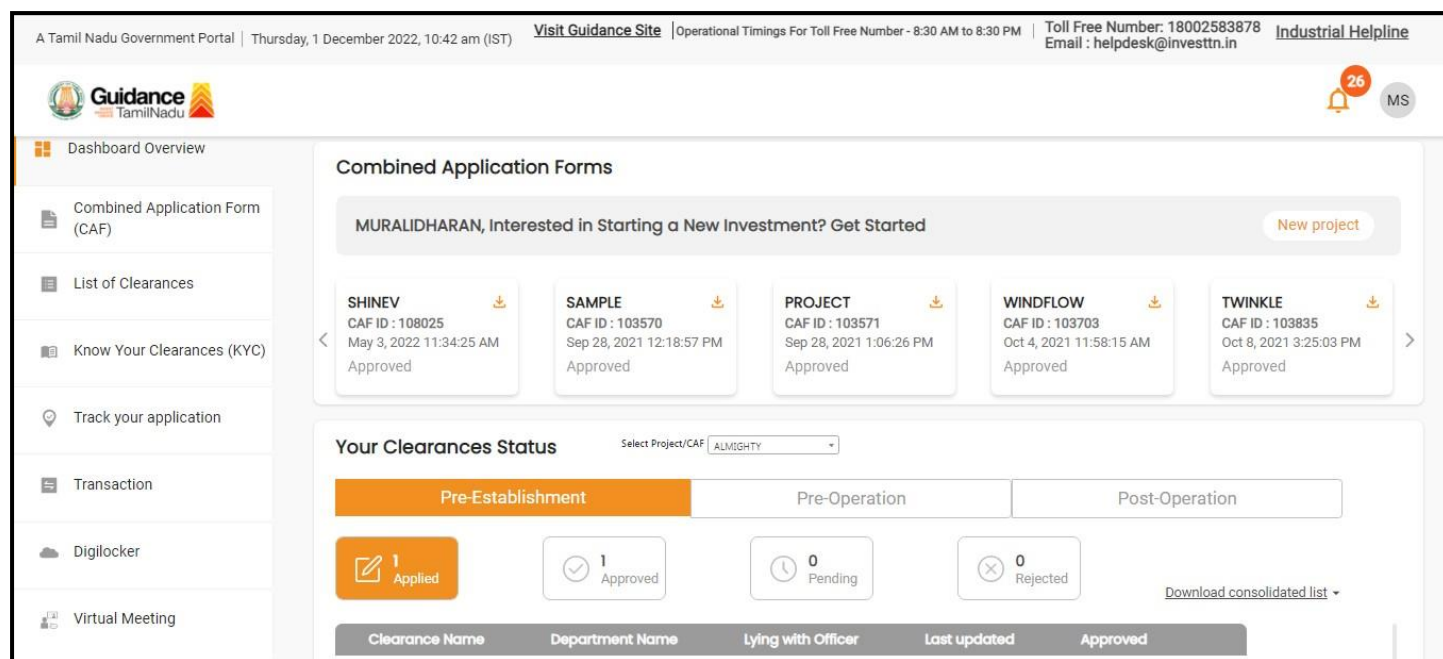 A Tamil Nadu Government Portal | Thursday, 1 December 2022, 10:42 am (IST)
Visit Guidance Site | Operational Timings For Toll Free Number - 8:30 AM to 8:30 PM | Toll Free Number: 18002583878
Email : helpdesk@investtn.in
Industrial Helpline
Guidance
TamilNadu
26
MS
Dashboard Overview
Combined Application Form
(CAF)
List of Clearances
Know Your Clearances (KYC)
Track your application
Transaction
Digilocker
Virtual Meeting
Combined Application Forms
MURALIDHARAN, Interested in Starting a New Investment? Get Started
New project
SHINEV
CAF ID : 108025
May 3, 2022 11:34:25 AM
Approved
SAMPLE
CAF ID : 103570
Sep 28, 2021 12:18:57 PM
Approved
PROJECT
CAF ID : 103571
Sep 28, 2021 1:06:26 PM
Approved
WINDFLOW
CAF ID : 103703
Oct 4, 2021 11:58:15 AM
Approved
TWINKLE
CAF ID : 103835
Oct 8, 2021 3:25:03 PM
Approved
Your Clearances Status
Select Project/CAF ALMIGHTY
Pre-Establishment Pre-Operation Post-Operation
1
Applied
1
Approved
0
Pending
0
Rejected
Download consolidated list
Clearance Name Department Name Lying with Officer Last updated Approved